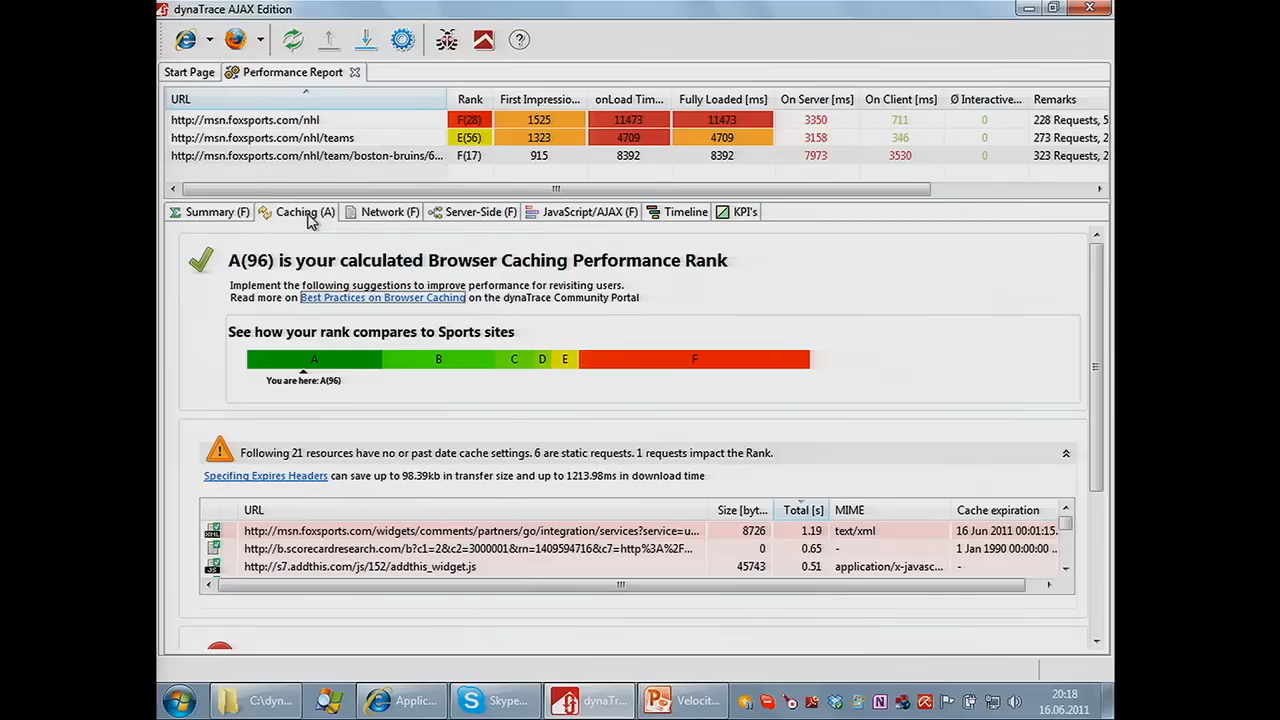 dynaTrace AJAX Edition
Start Page Performance Report
URL Rank First Impressio... onLoad Tim... Fully Loaded [ms] On Server [ms] On Client [ms] Ø Interactive... Remarks
http://msn.foxsports.com/nhl F(28) 1525 11473 11473 3350 711 0 228 Requests, 5
http://msn.foxsports.com/nhl/teams E(56) 1323 4709 4709 3158 346 0 273 Requests, 2
http://msn.foxsports.com/nhl/team/boston-bruins/6... F(17) 915 8392 8392 7973 3530 0 323 Requests, 2
Summary (F) Caching (A) Network (F) Server-Side (F) JavaScript/AJAX (F) Timeline KPI's
A(96) is your calculated Browser Caching Performance Rank
Implement the following suggestions to improve performance for revisiting users.
Read more on Best Practices on Browser Caching on the dynaTrace Community Portal
See how your rank compares to Sports sites
A B C D E F
You are here: A(96)
Following 21 resources have no or past date cache settings. 6 are static requests. 1 requests impact the Rank.
Specifing Expires Headers can save up to 98.39kb in transfer size and up to 1213.98ms in download time
URL Size [byt... Total [s] MIME Cache expiration
http://msn.foxsports.com/widgets/comments/partners/go/integration/services?service=u... 8726 1.19 text/xml 16 Jun 2011 00:01:15.
http://b.scorecardresearch.com/b?c1=2&c2=3000001&rn=1409594716&c7=http%3A%2F... 0 0.65 - 1 Jan 1990 00:00:00 ..
http://s7.addthis.com/js/152/addthis_widget.js 45743 0.51 application/x-javasc... -
C:\dyn... Applic... Skype... dynaTr... Velocit... 20:18
16.06.2011